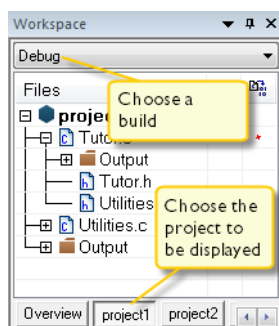 Workspace
Debug
Files
Choose a
build
Output
Tutor.h
Utilities
Choose the
project to
be displayed
Utilities.c
Output
Overview
project1
project2